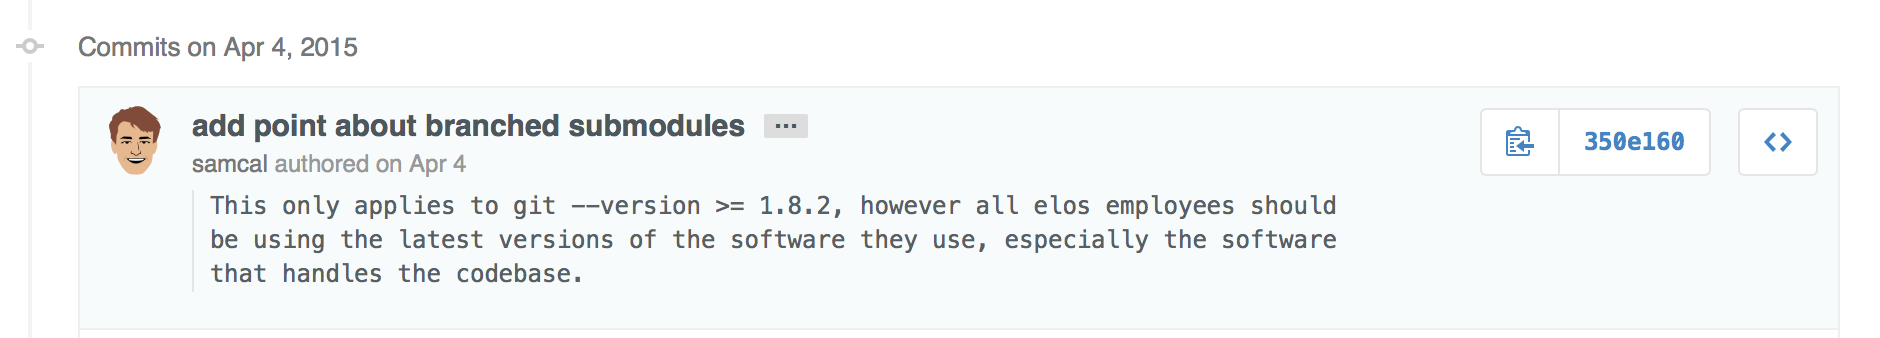 Commits on Apr 4, 2015
add point about branched submodules ...
samcal authored on Apr 4
350e160
This only applies to git --version >= 1.8.2, however all elos employees should
be using the latest versions of the software they use, especially the software
that handles the codebase.